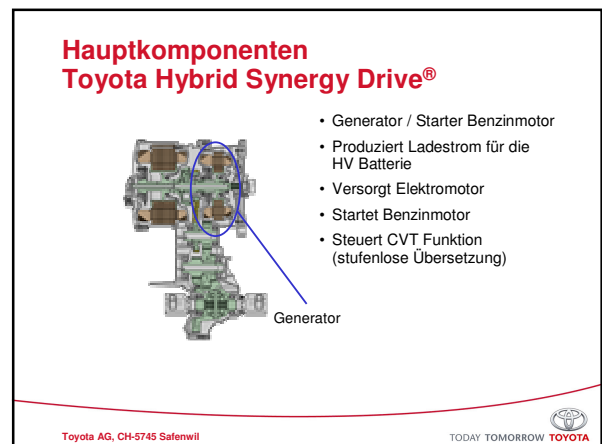 Hauptkomponenten
Toyota Hybrid Synergy Drive®
• Generator / Starter Benzinmotor
• Produziert Ladestrom für die
HV Batterie
• Versorgt Elektromotor
• Startet Benzinmotor
• Steuert CVT Funktion
(stufenlose Übersetzung)
Generator
Toyota AG, CH-5745 Safenwil
TODAY TOMORROW TOYOTA